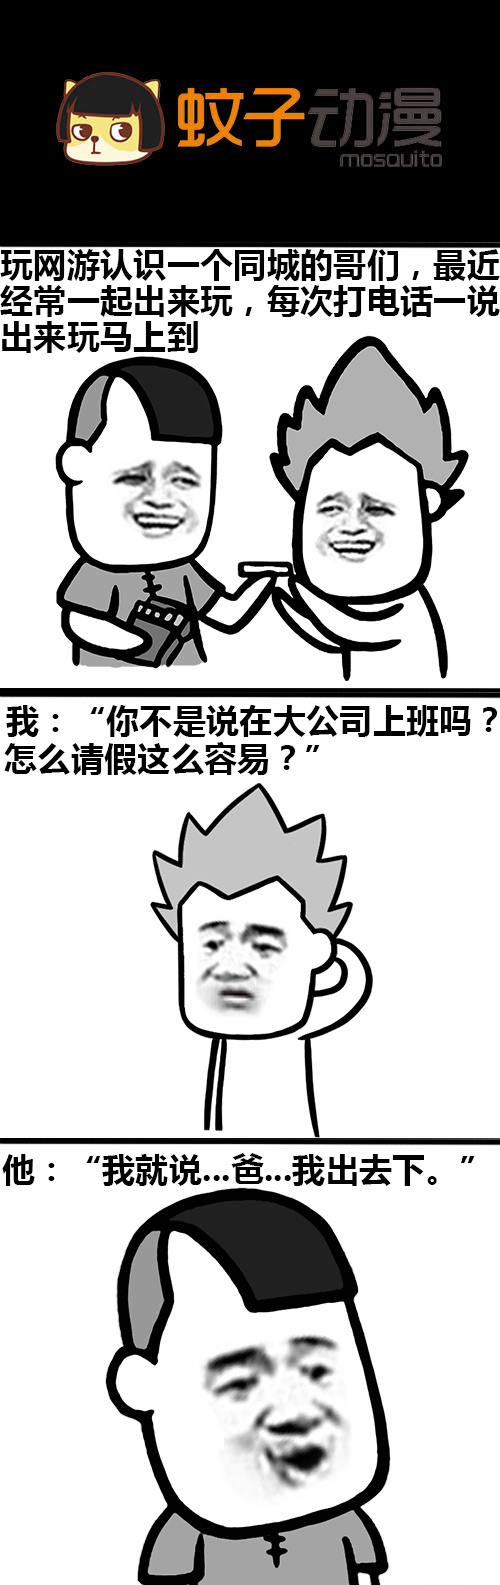 蚊子动漫
mosquito
玩网游认识一个同城的哥们，最近
经常一起出来玩，每次打电话一说
出来玩马上到
我：“你不是说在大公司上班吗？
怎么请假这么容易？”
他：“我就说...爸...我出去下。”